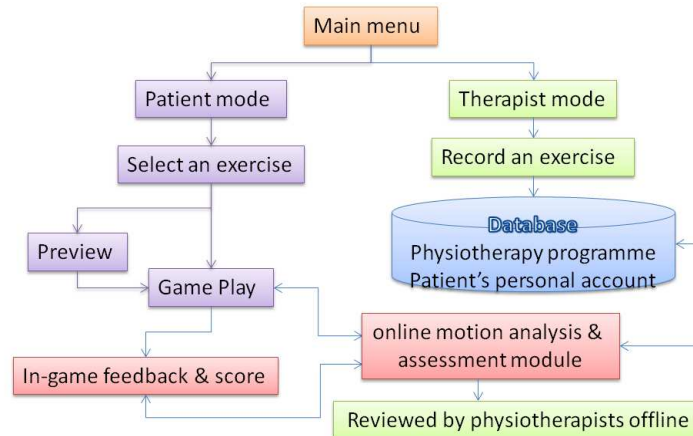 Main menu
Patient mode
Therapist mode
Select an exercise
Record an exercise
Database
Physiotherapy programme
Patient's personal account
Preview
Game Play
online motion analysis &
assessment module
In-game feedback & score
Reviewed by physiotherapists offline